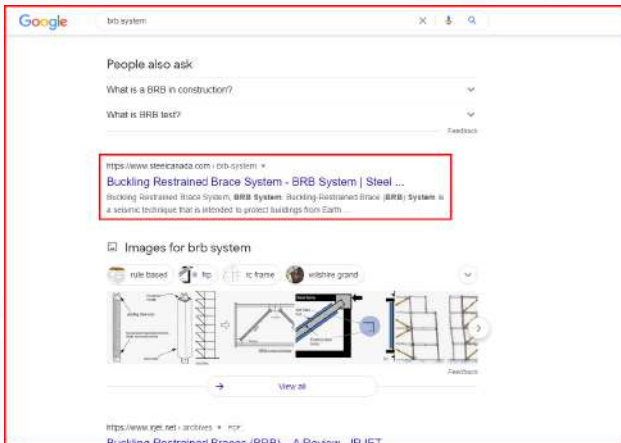 Google
brb system
People also ask
What is a BRB in construction?
What is BRB test?
Feedback
https://www.steelcanada.com › brb-system
Buckling Restrained Brace System - BRB System | Steel ...
Buckling Restrained Brace System, BRB System. Buckling-Restrained Brace (BRB) System is
a seismic technique that is intended to protect buildings from Earth ...
Images for brb system
rule based
ftp
rc frame
wilshire grand
Feedback
View all
https://www.irjet.net › archives PDF
Buckling Restrained Braces (BRB) – A Review - IRJET